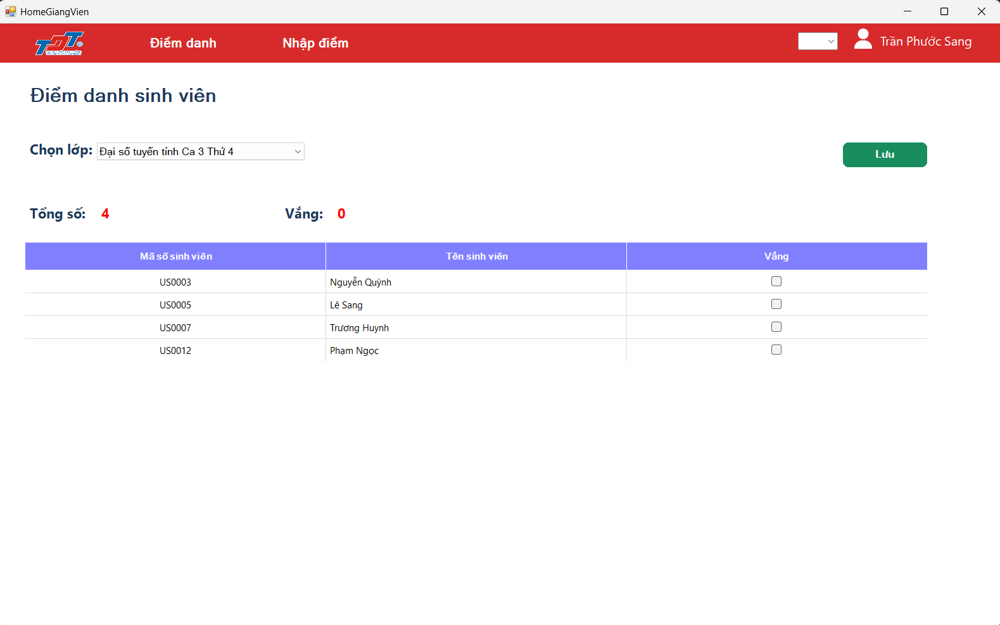 HomeGiangVien
TDT
Điểm danh
Nhập điểm
Trần Phước Sang
Điểm danh sinh viên
Chọn lớp: Đại số tuyến tính Ca 3 Thứ 4
Lưu
Tổng số: 4
Vắng: 0
Mã số sinh viên Tên sinh viên Vắng
US0003 Nguyễn Quỳnh
US0005 Lê Sang
US0007 Trương Huynh
US0012 Phạm Ngọc